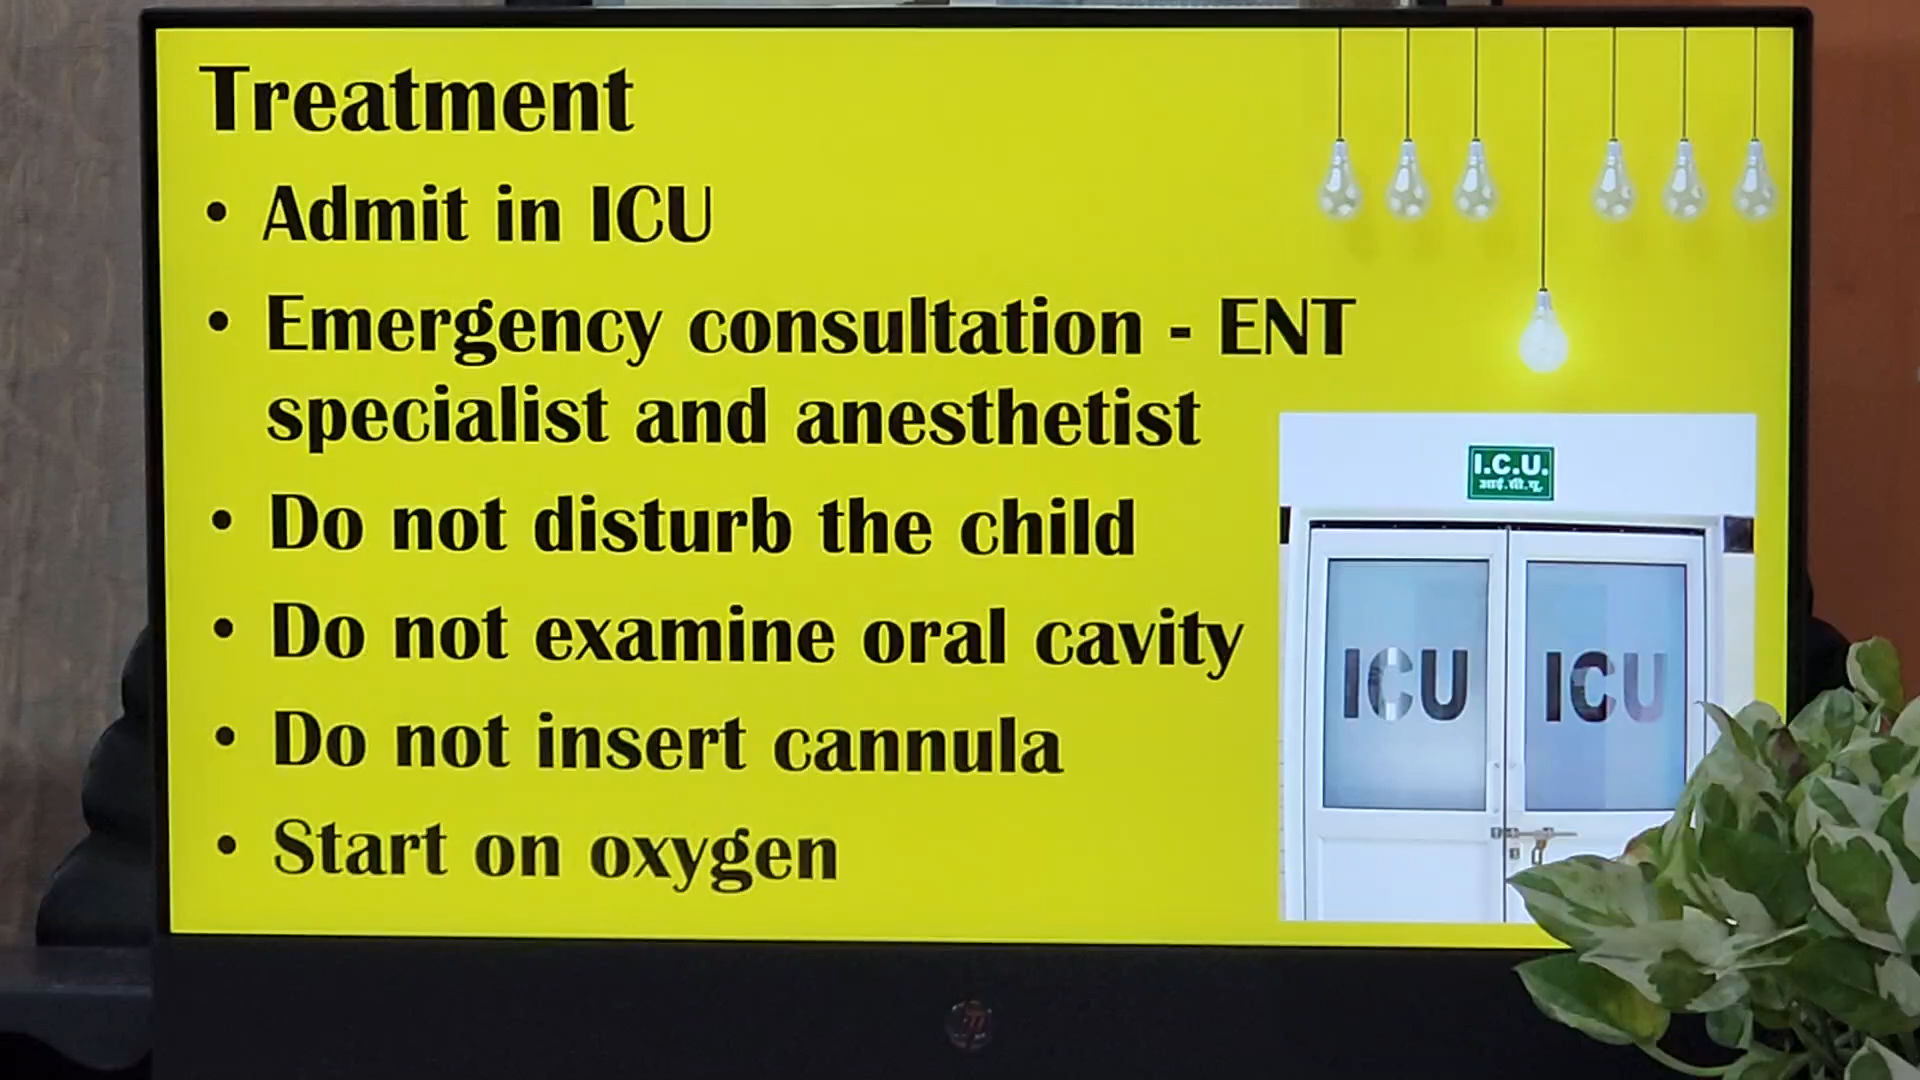 Treatment
• Admit in ICU
• Emergency consultation - ENT
specialist and anesthetist
• Do not disturb the child
• Do not examine oral cavity
• Do not insert cannula
• Start on oxygen
I.C.U.
आई.सी.यू.
ICU ICU